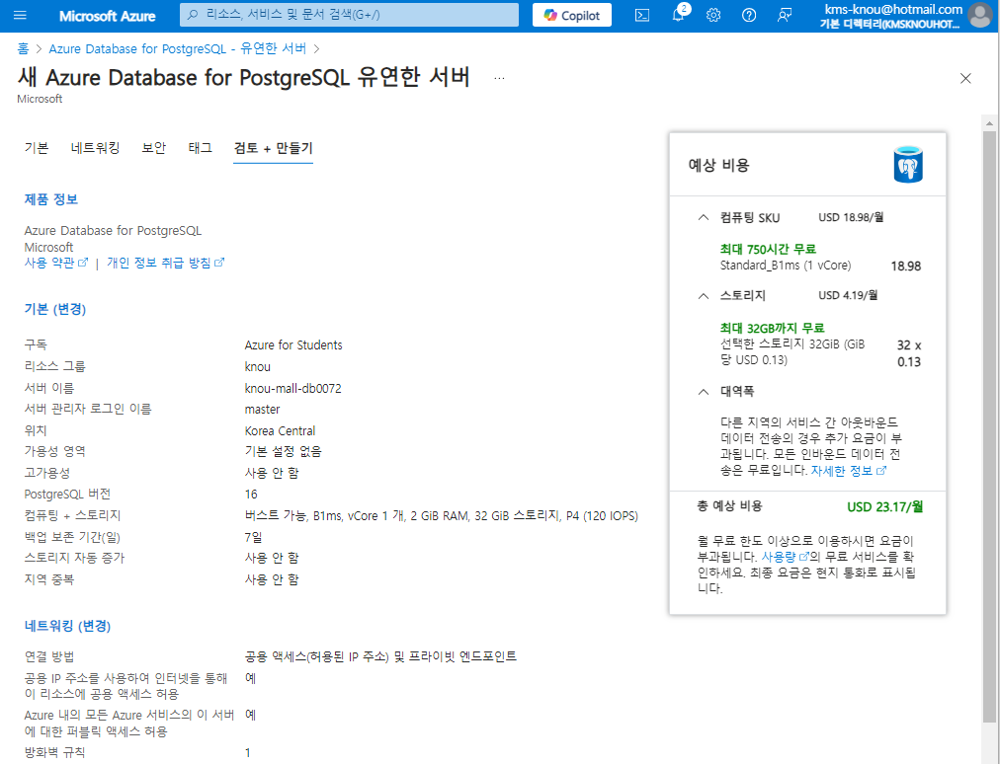 Microsoft Azure
리소스, 서비스 및 문서 검색(G+/)
Copilot
2
kms-knou@hotmail.com
기본 디렉터리(KMSKNOUHOT...
홈 > Azure Database for PostgreSQL - 유연한 서버 >
새 Azure Database for PostgreSQL 유연한 서버 ...
Microsoft
기본 네트워킹 보안 태그 검토 + 만들기
제품 정보
Azure Database for PostgreSQL
Microsoft
사용 약관 | 개인 정보 취급 방침
기본 (변경)
구독 Azure for Students
리소스 그룹 knou
서버 이름 knou-mall-db0072
서버 관리자 로그인 이름 master
위치 Korea Central
가용성 영역 기본 설정 없음
고가용성 사용 안 함
PostgreSQL 버전 16
컴퓨팅 + 스토리지 버스트 가능, B1ms, vCore 1 개, 2 GiB RAM, 32 GiB 스토리지, P4 (120 IOPS)
백업 보존 기간(일) 7일
스토리지 자동 증가 사용 안 함
지역 중복 사용 안 함
네트워킹 (변경)
연결 방법 공용 액세스(허용된 IP 주소) 및 프라이빗 엔드포인트
공용 IP 주소를 사용하여 인터넷을 통해 예
이 리소스에 공용 액세스 허용
Azure 내의 모든 Azure 서비스의 이 서버 예
에 대한 퍼블릭 액세스 허용
방화벽 규칙 1
예상 비용
컴퓨팅 SKU USD 18.98/월
최대 750시간 무료
Standard_B1ms (1 vCore) 18.98
스토리지 USD 4.19/월
최대 32GB까지 무료
선택한 스토리지 32GiB (GiB 32 x
당 USD 0.13) 0.13
대역폭
다른 지역의 서비스 간 아웃바운드
데이터 전송의 경우 추가 요금이 부
과됩니다. 모든 인바운드 데이터 전
송은 무료입니다. 자세한 정보
총 예상 비용 USD 23.17/월
월 무료 한도 이상으로 이용하시면 요금이
부과됩니다. 사용량의 무료 서비스를 확
인하세요. 최종 요금은 현지 통화로 표시됩
니다.